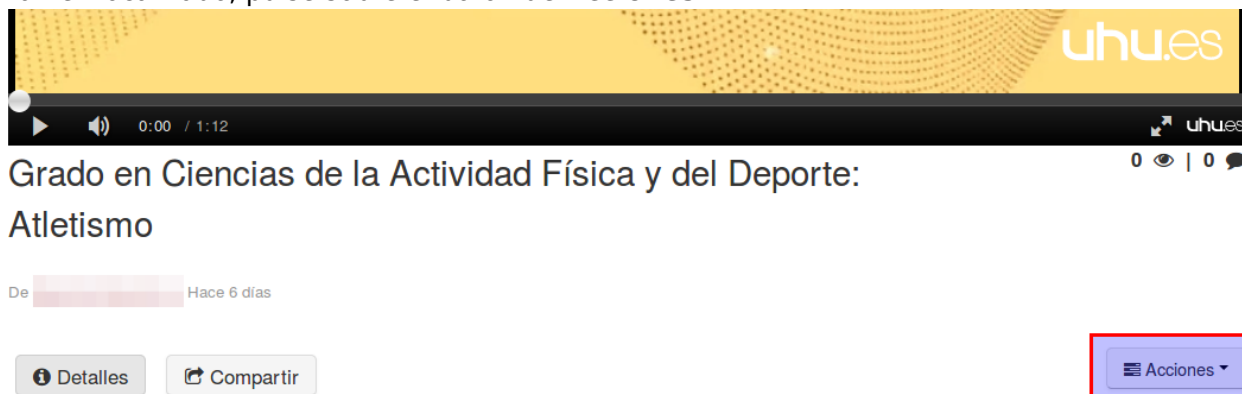 uhu.es
0:00 / 1:12
uhu.es
Grado en Ciencias de la Actividad Física y del Deporte:
0 | 0
Atletismo
De
Hace 6 días
Detalles
Compartir
Acciones